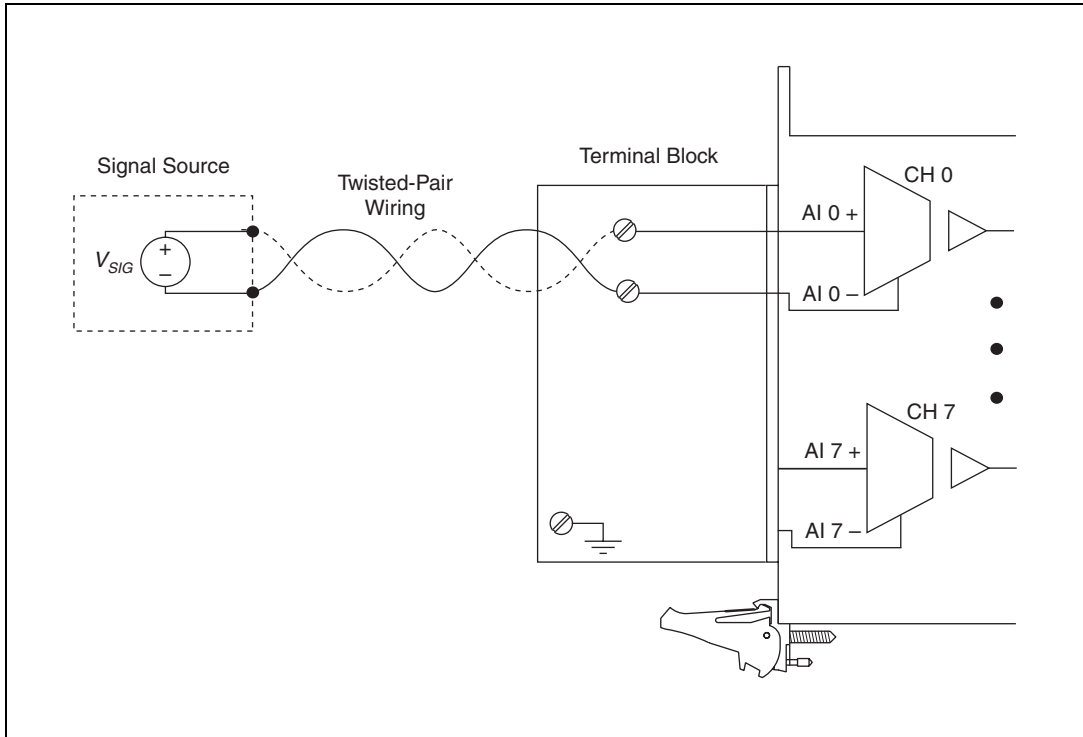 Signal Source
Twisted-Pair
Wiring
Terminal Block
V_SIG
+
–
CH 0
AI 0 +
AI 0 –
CH 7
AI 7 +
AI 7 –